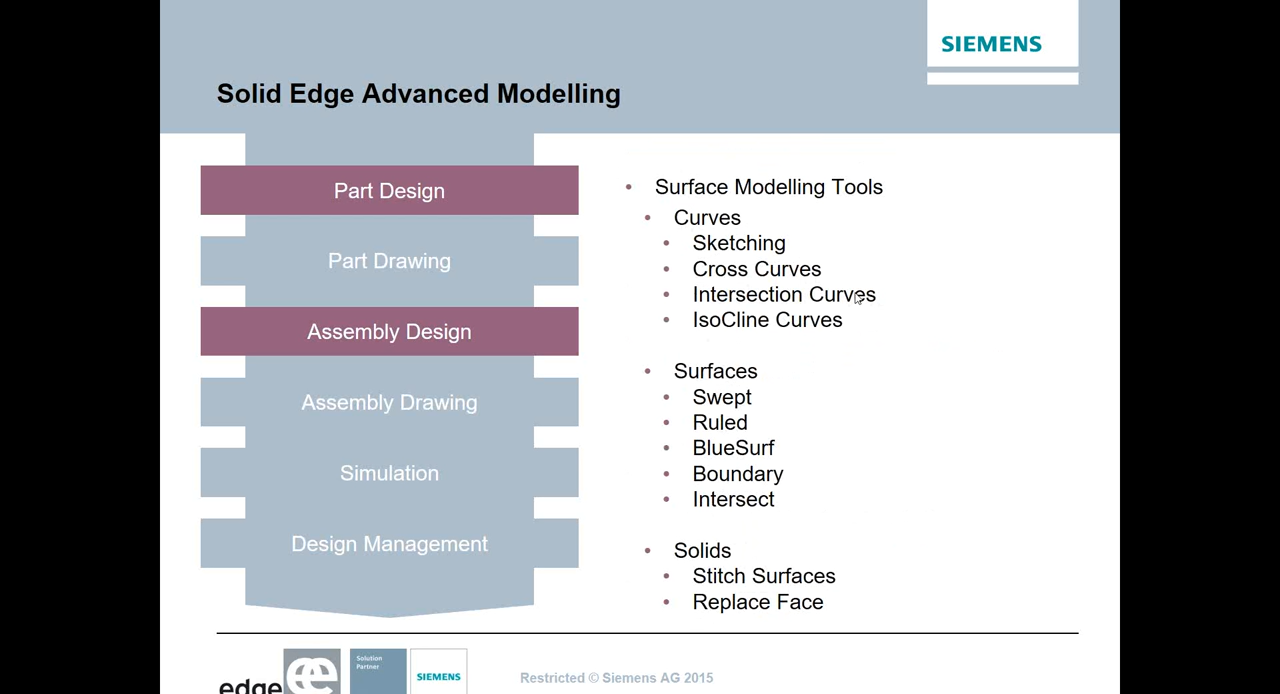 SIEMENS
Solid Edge Advanced Modelling
Part Design
Part Drawing
Assembly Design
Assembly Drawing
Simulation
Design Management
• Surface Modelling Tools
• Curves
• Sketching
• Cross Curves
• Intersection Curves
• IsoCline Curves
• Surfaces
• Swept
• Ruled
• BlueSurf
• Boundary
• Intersect
• Solids
• Stitch Surfaces
• Replace Face
edge
Solution
Partner
SIEMENS
Restricted © Siemens AG 2015